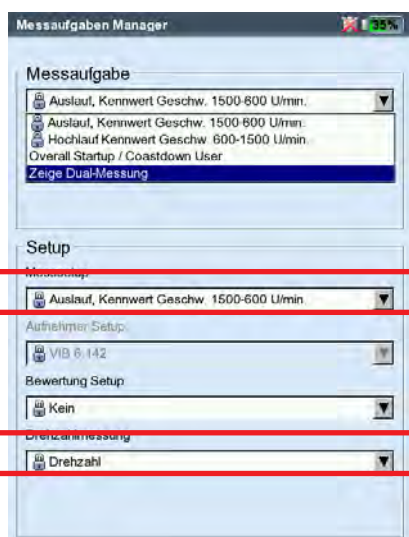 Messaufgaben Manager
35%
Messaufgabe
Auslauf, Kennwert Geschw. 1500-600 U/min.
Auslauf, Kennwert Geschw. 1500-600 U/min.
Hochlauf Kennwert Geschw. 600-1500 U/min.
Overall Startup / Coastdown User
Zeige Dual-Messung
Setup
Messsetup
Auslauf, Kennwert Geschw. 1500-600 U/min
Aufnehmer Setup
VIB 6.142
Bewertung Setup
Kein
Drehzahlmessung
Drehzahl